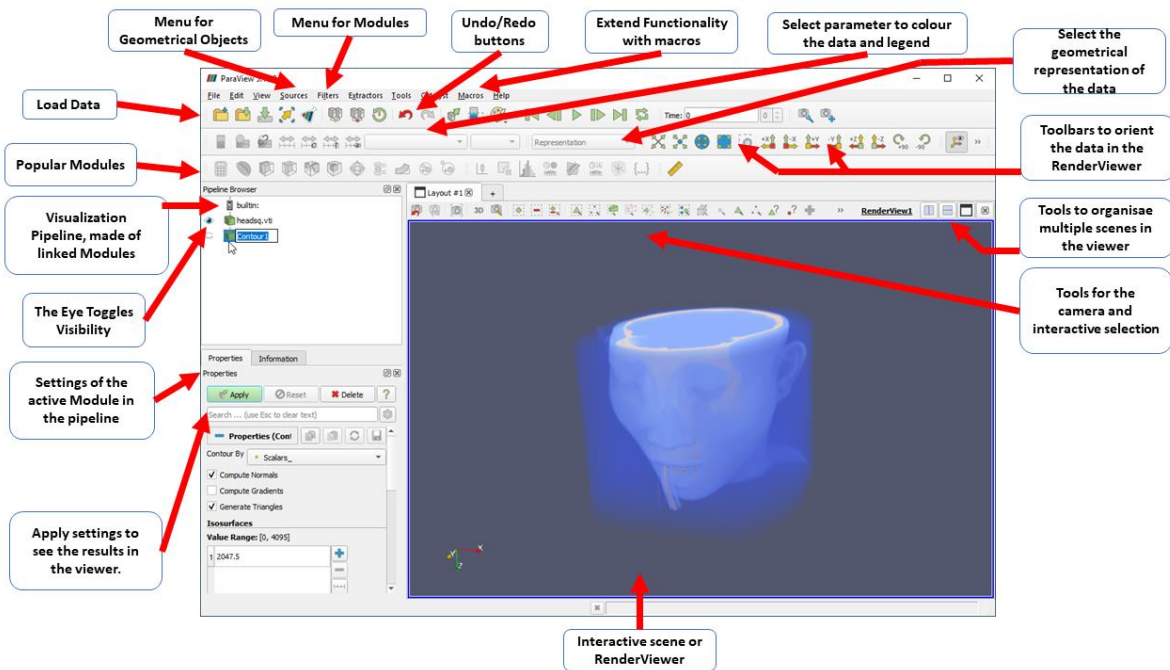 Menu for
Geometrical Objects
Menu for Modules
Undo/Redo
buttons
Extend Functionality
with macros
Select parameter to colour
the data and legend
Select the
geometrical
representation of
the data
Load Data
Popular Modules
Visualization
Pipeline, made of
linked Modules
The Eye Toggles
Visibility
Settings of the
active Module in
the pipeline
Apply settings to
see the results in
the viewer.
Toolbars to orient
the data in the
RenderViewer
Tools to organisae
multiple scenes in
the viewer
Tools for the
camera and
interactive selection
Interactive scene or
RenderViewer
ParaView
File Edit View Sources Filters Extractors Tools Macros Help
Time: 0
0
Representation
+X -X +Y -Y +Z -Z +90 -90
Pipeline Browser
builtin:
headsq.vti
Contour1
Layout #1
+
3D
RenderView1
Properties Information
Properties
Apply Reset Delete ?
Search ... (use Esc to clear text)
Properties (Con
Contour By Scalars_
Compute Normals
Compute Gradients
Generate Triangles
Isosurfaces
Value Range: [0, 4095]
1 2047.5
Y X
Z